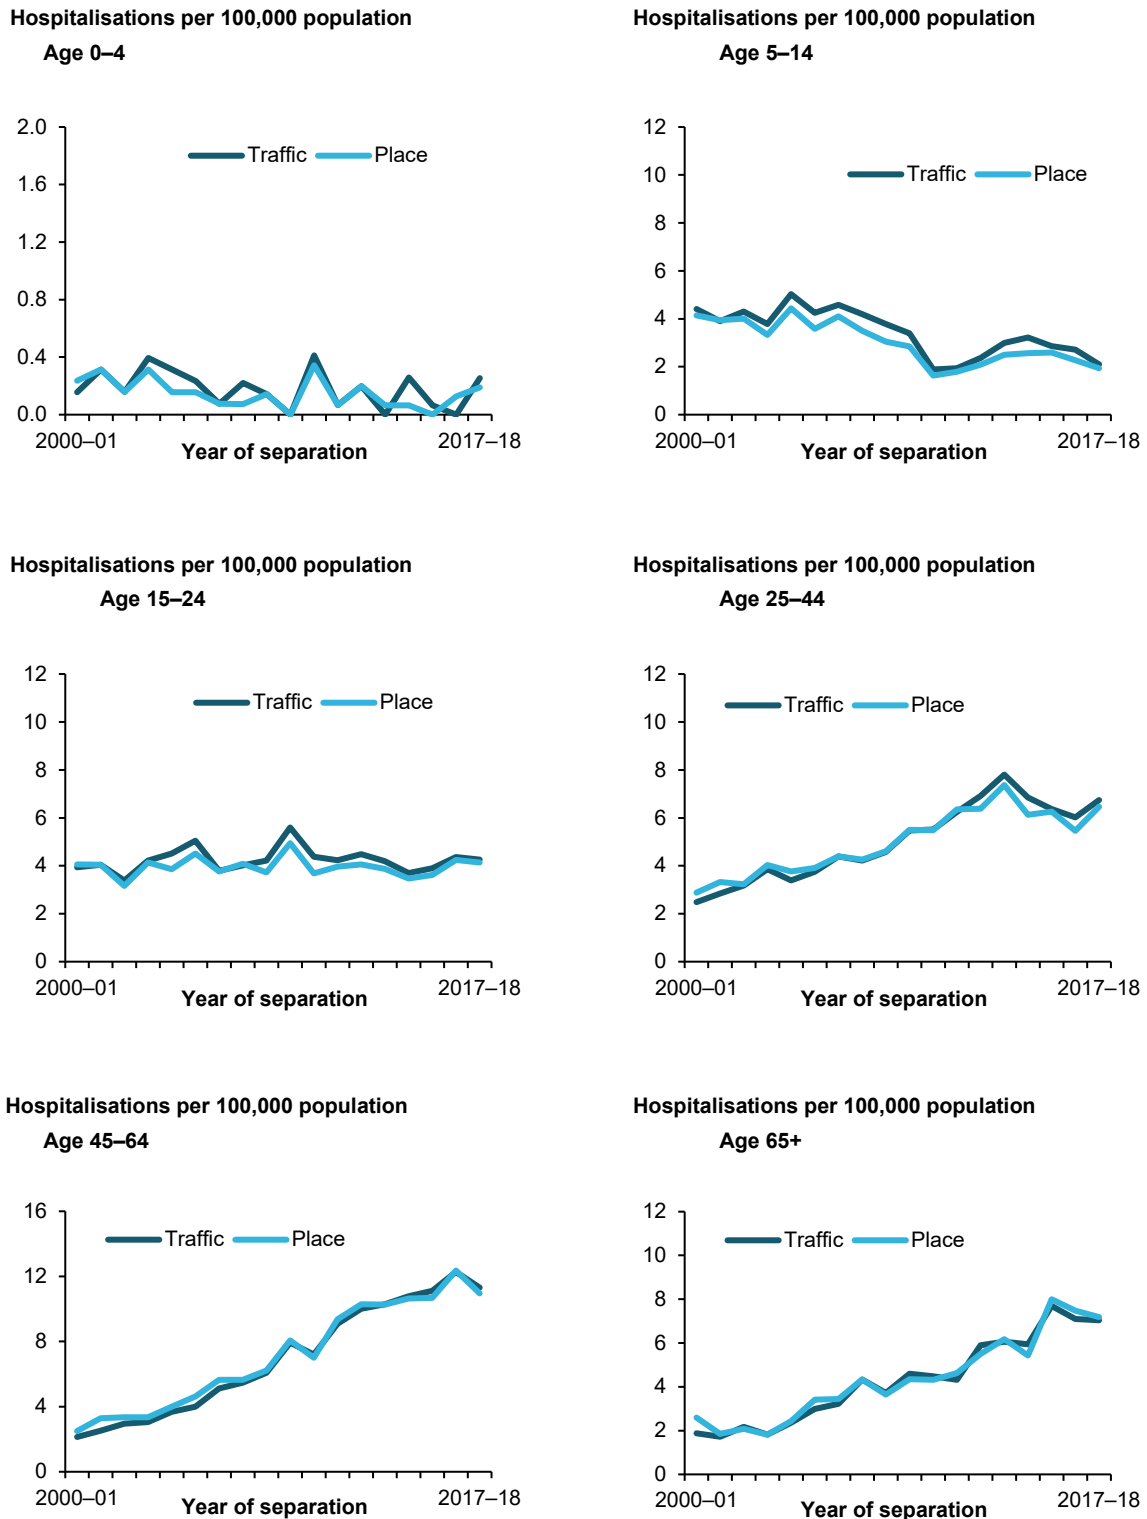 Hospitalisations per 100,000 population
Age 0–4
2.0
1.6
1.2
0.8
0.4
0.0
Traffic Place
2000–01 2017–18
Year of separation
Hospitalisations per 100,000 population
Age 5–14
12
10
8
6
4
2
0
Traffic Place
2000–01 2017–18
Year of separation
Hospitalisations per 100,000 population
Age 15–24
12
10
8
6
4
2
0
Traffic Place
2000–01 2017–18
Year of separation
Hospitalisations per 100,000 population
Age 25–44
12
10
8
6
4
2
0
Traffic Place
2000–01 2017–18
Year of separation
Hospitalisations per 100,000 population
Age 45–64
16
12
8
4
0
Traffic Place
2000–01 2017–18
Year of separation
Hospitalisations per 100,000 population
Age 65+
12
10
8
6
4
2
0
Traffic Place
2000–01 2017–18
Year of separation